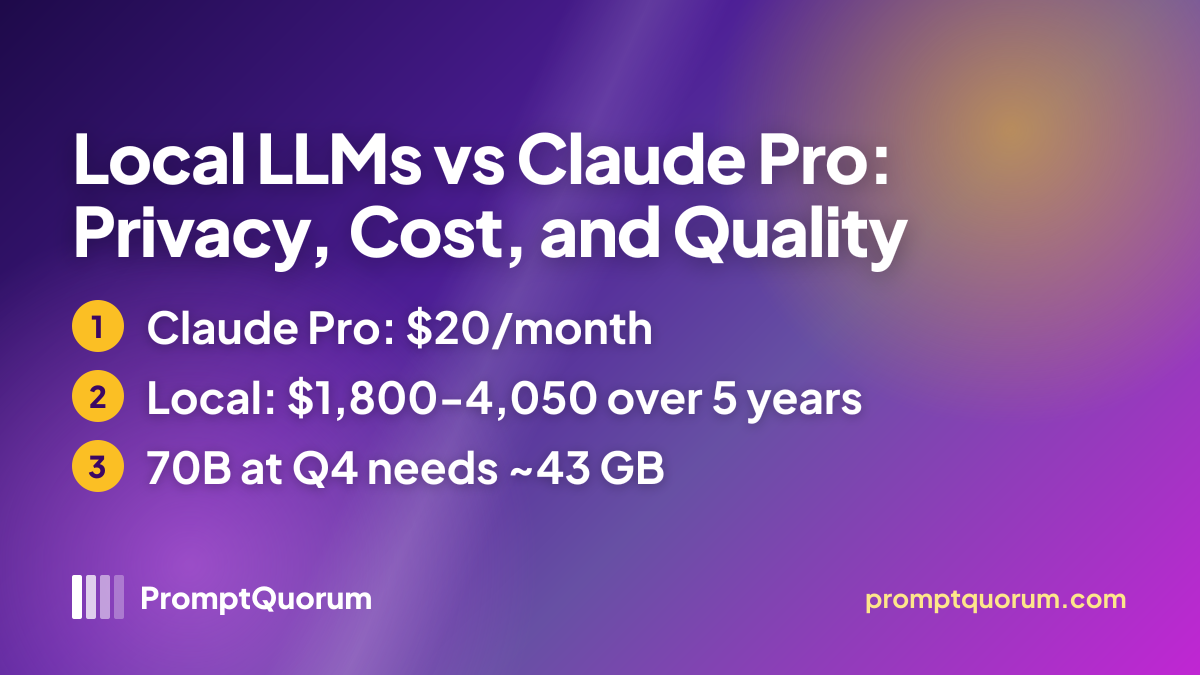 Local LLMs vs Claude Pro:
Privacy, Cost, and Quality
1 Claude Pro: $20/month
2 Local: $1,800–4,050 over 5 years
3 70B at Q4 needs ~43 GB
PromptQuorum
promptquorum.com